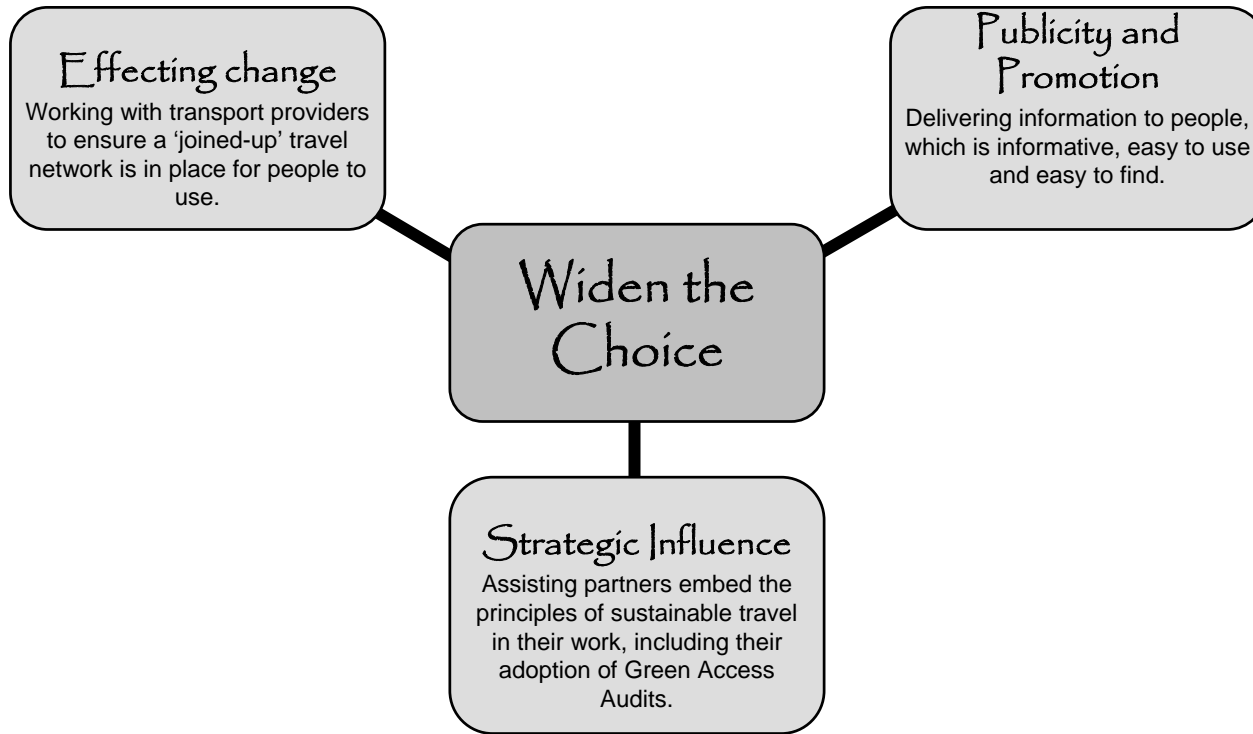 Effecting change
Working with transport providers
to ensure a ‘joined-up’ travel
network is in place for people to
use.
Publicity and
Promotion
Delivering information to people,
which is informative, easy to use
and easy to find.
Widen the
Choice
Strategic Influence
Assisting partners embed the
principles of sustainable travel
in their work, including their
adoption of Green Access
Audits.